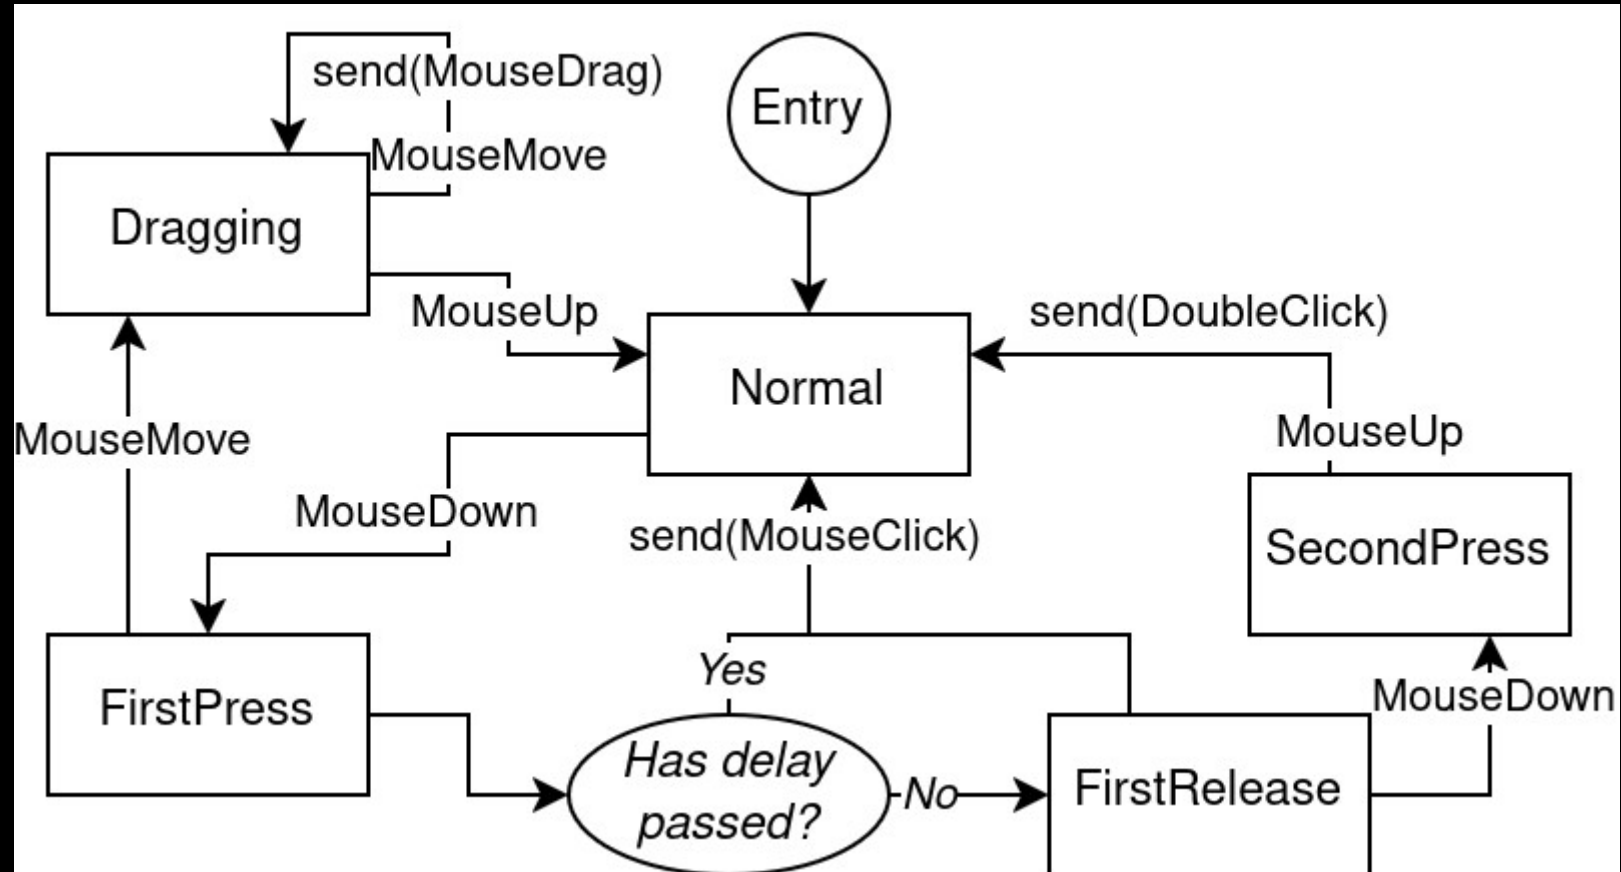 send(MouseDrag)
Entry
MouseMove
Dragging
MouseUp
send(DoubleClick)
Normal
MouseMove
MouseUp
MouseDown
send(MouseClick)
SecondPress
Yes
MouseDown
FirstPress
Has delay
passed?
No
FirstRelease